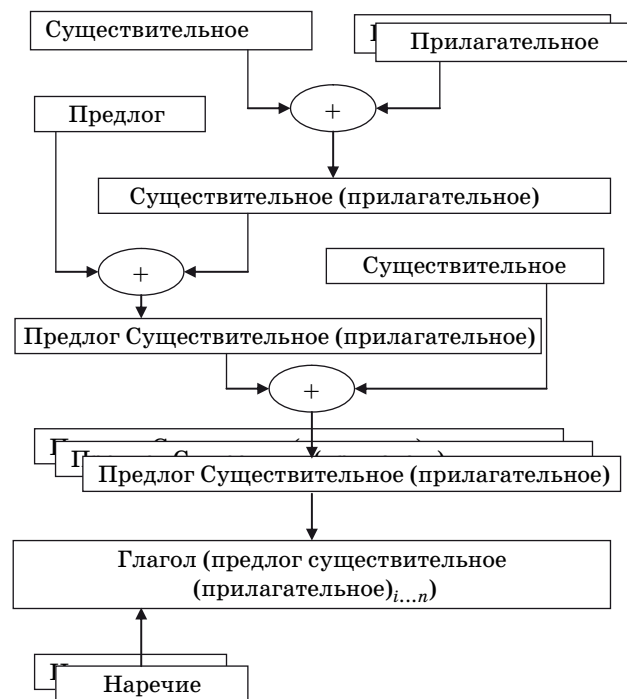 Существительное
Прилагательное
+
Предлог
Существительное (прилагательное)
+
Существительное
Предлог Существительное (прилагательное)
+
Предлог Существительное (прилагательное)
Глагол (предлог существительное
(прилагательное)i...n)
Наречие